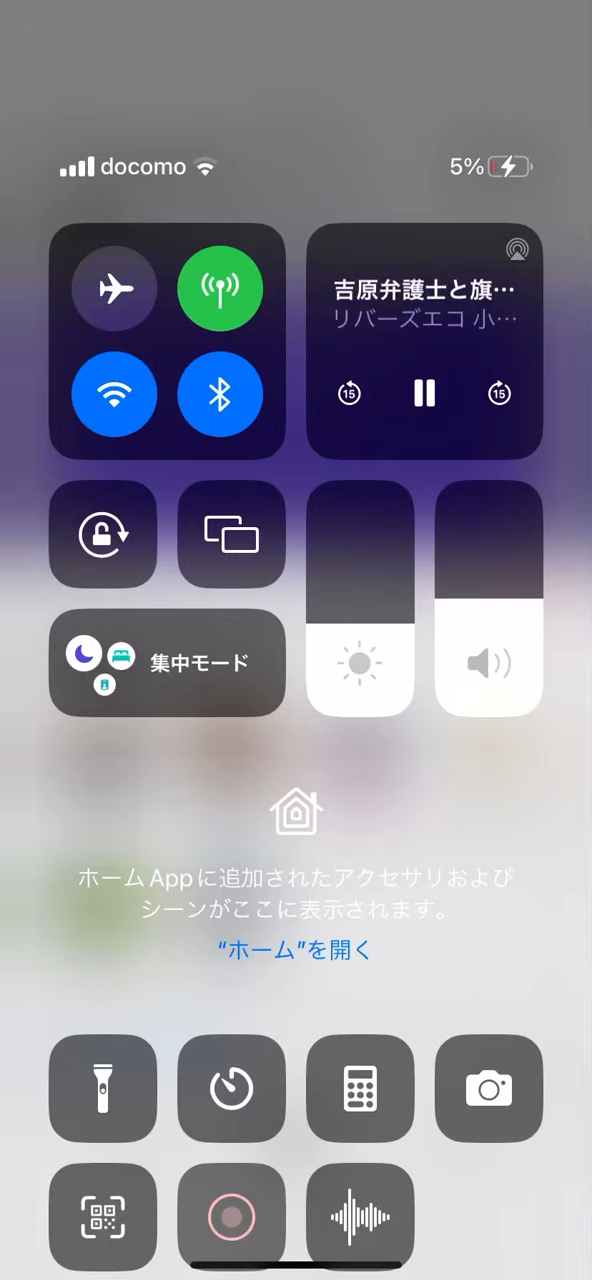 docomo 5%
吉原弁護士と旗…
リバーズエコ 小…
15 15
集中モード
ホーム Appに追加されたアクセサリおよび
シーンがここに表示されます。
“ホーム”を開く